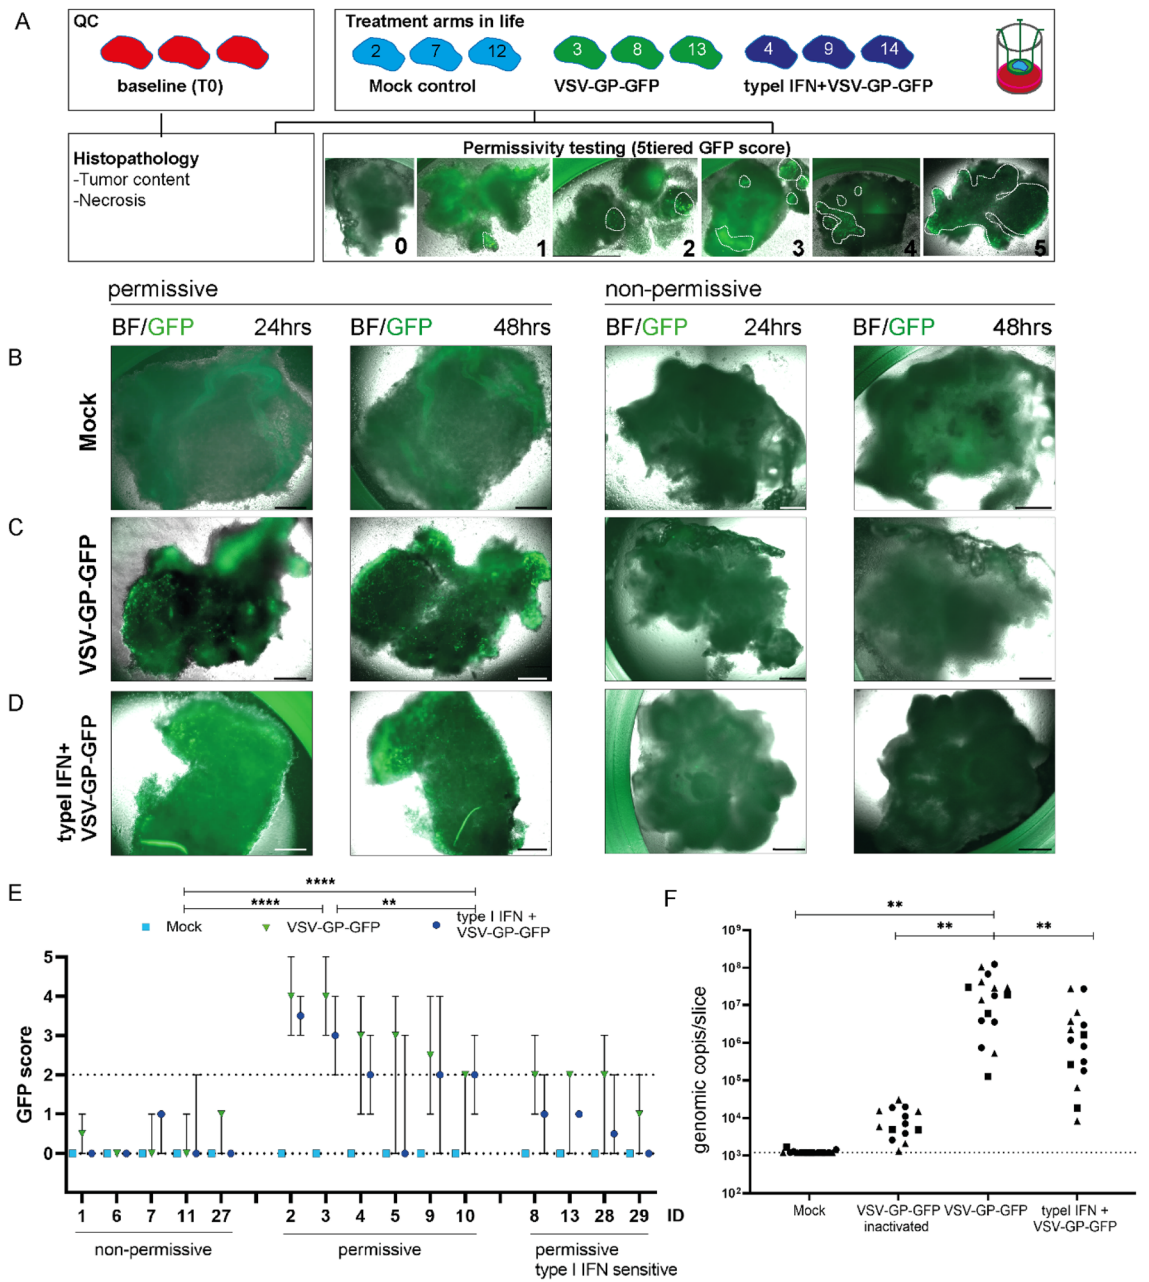 A
QC
baseline (T0)
Treatment arms in life
2 7 12
Mock control
3 8 13
VSV-GP-GFP
4 9 14
typeI IFN+VSV-GP-GFP
Histopathology
-Tumor content
-Necrosis
Permissivity testing (5tiered GFP score)
0 1 2 3 4 5
permissive
non-permissive
BF/GFP 24hrs
BF/GFP 48hrs
BF/GFP 24hrs
BF/GFP 48hrs
B
Mock
C
VSV-GP-GFP
D
typeI IFN+
VSV-GP-GFP
E
****
**** **
Mock
VSV-GP-GFP
type I IFN +
VSV-GP-GFP
GFP score
5
4
3
2
1
0
1 6 7 11 27 2 3 4 5 9 10 8 13 28 29 ID
non-permissive
permissive
permissive
type I IFN sensitive
F
**
** **
genomic copis/slice
10⁹
10⁸
10⁷
10⁶
10⁵
10⁴
10³
10²
Mock
VSV-GP-GFP
inactivated
VSV-GP-GFP
typeI IFN +
VSV-GP-GFP